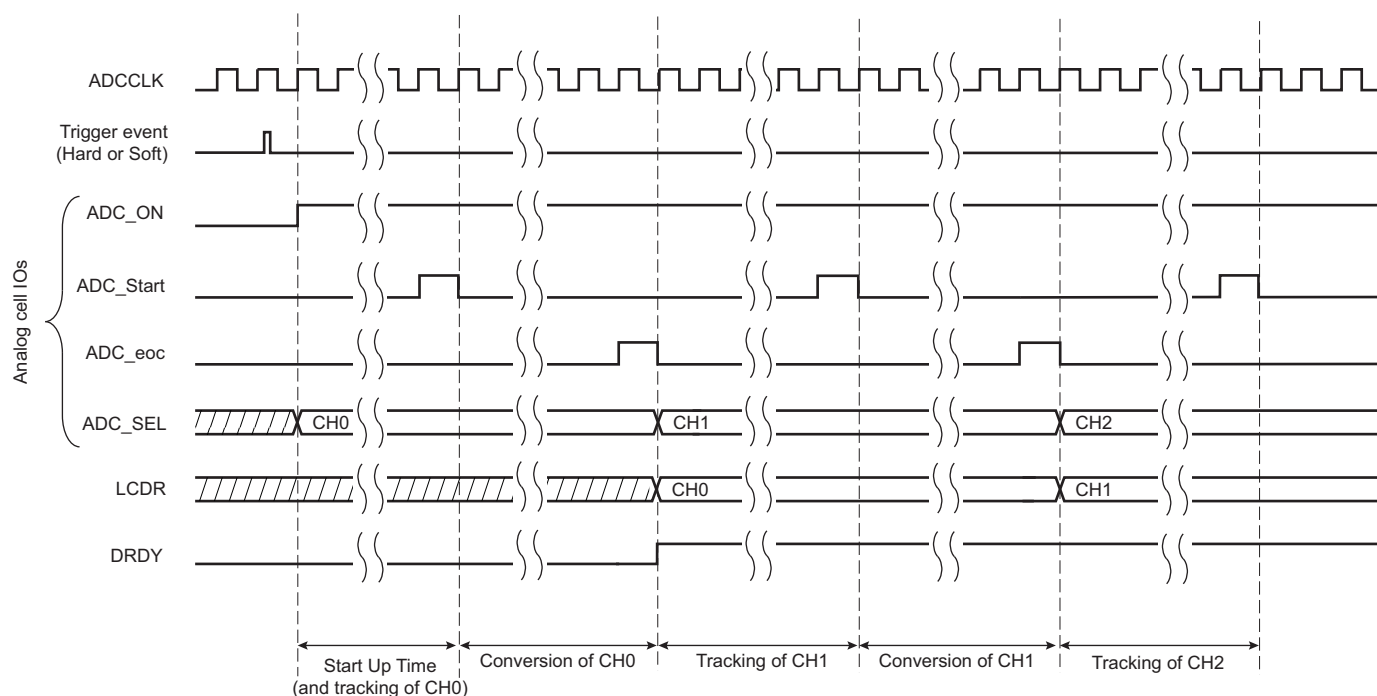 ADCCLK
Trigger event
(Hard or Soft)
Analog cell IOs
ADC_ON
ADC_Start
ADC_eoc
ADC_SEL
CH0
CH1
CH2
LCDR
CH0
CH1
DRDY
Start Up Time
(and tracking of CH0)
Conversion of CH0
Tracking of CH1
Conversion of CH1
Tracking of CH2